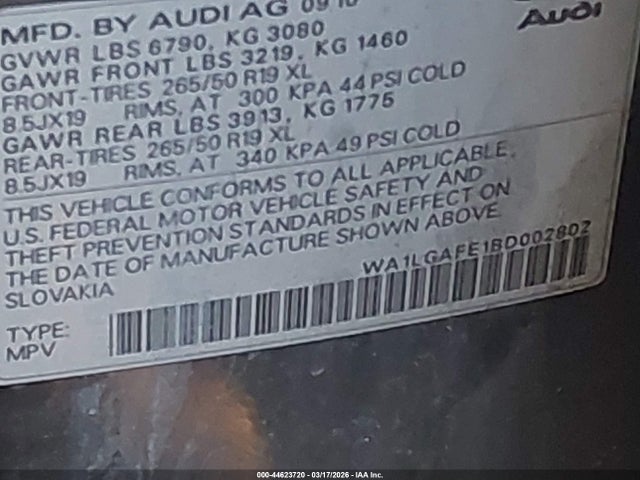 MFD. BY AUDI AG 09 10
Audi
GVWR LBS 6790, KG 3080
GAWR FRONT LBS 3219, KG 1460
FRONT-TIRES 265/50 R19 XL
8.5JX19 RIMS, AT 300 KPA 44 PSI COLD
GAWR REAR LBS 3913, KG 1775
REAR-TIRES 265/50 R19 XL
8.5JX19 RIMS, AT 340 KPA 49 PSI COLD
THIS VEHICLE CONFORMS TO ALL APPLICABLE
U.S. FEDERAL MOTOR VEHICLE SAFETY AND
THEFT PREVENTION STANDARDS IN EFFECT ON
THE DATE OF MANUFACTURE SHOWN ABOVE
SLOVAKIA
WA1LGAFE1BD002802
TYPE:
MPV
000-44623720 - 03/17/2026 - IAA Inc.